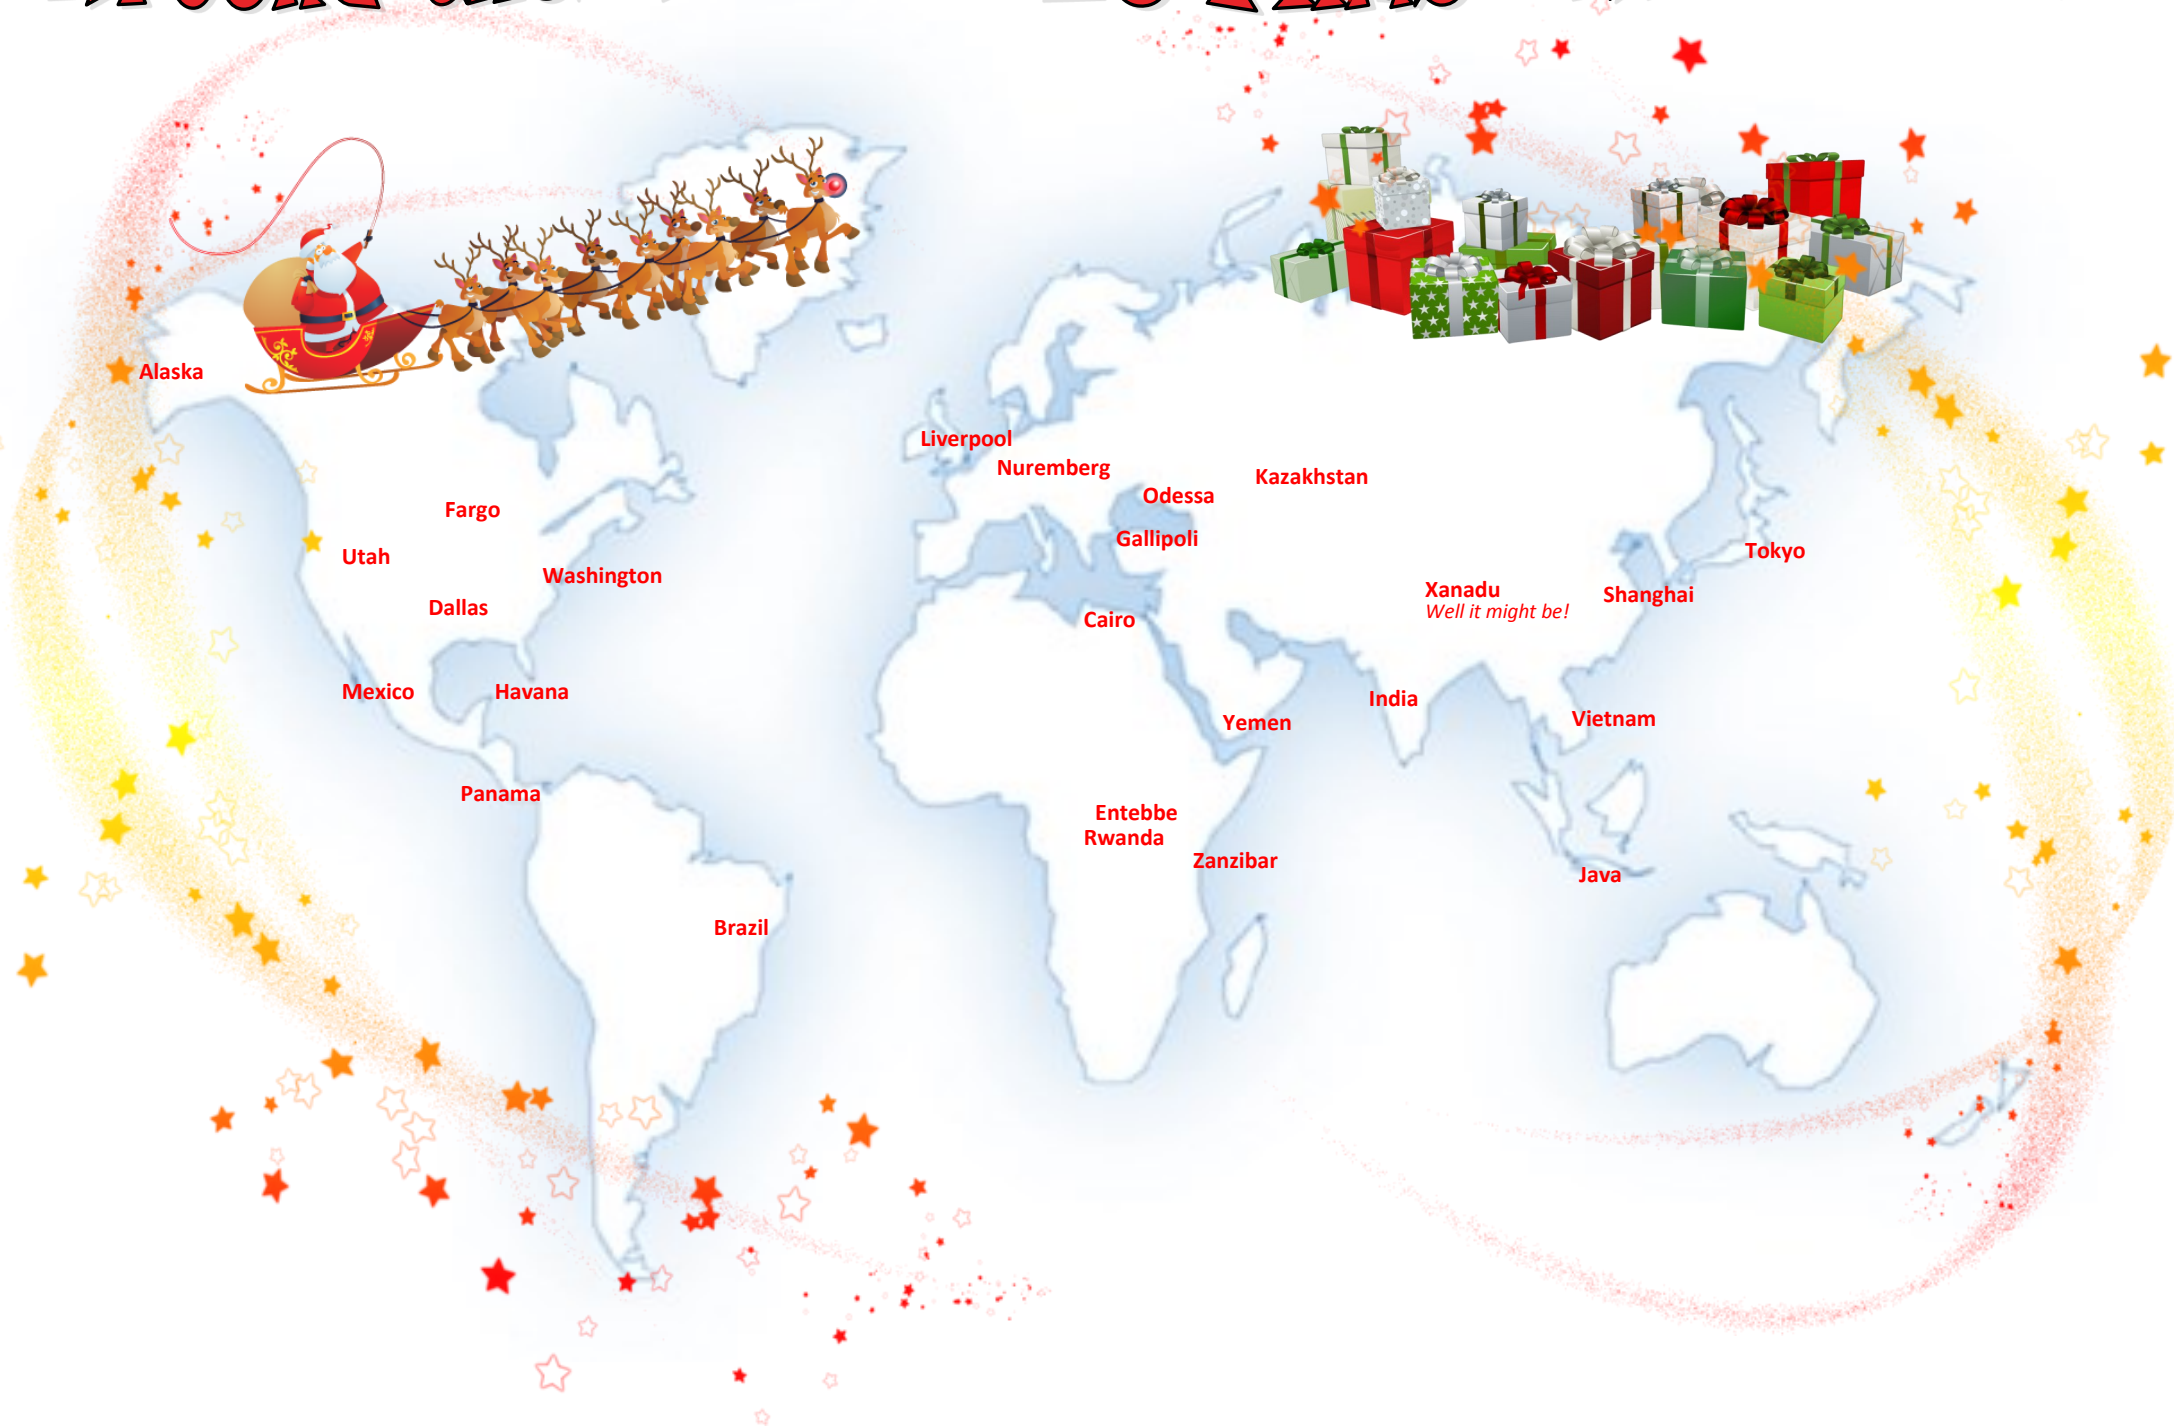 Alaska
Liverpool
Nuremberg
Kazakhstan
Odessa
Fargo
Gallipoli
Tokyo
Utah
Washington
Xanadu
Well it might be!
Shanghai
Dallas
Cairo
Mexico
Havana
India
Vietnam
Yemen
Panama
Entebbe
Rwanda
Zanzibar
Java
Brazil